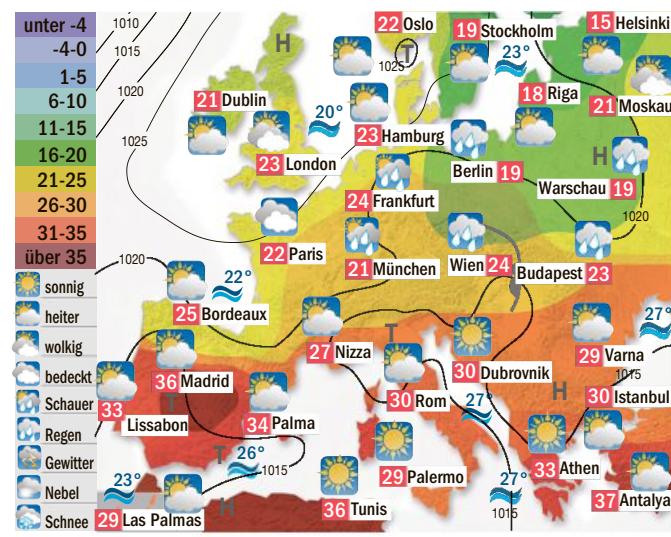 unter -4
-4-0
1-5
6-10
11-15
16-20
21-25
26-30
31-35
über 35
sonnig
heiter
wolkig
bedeckt
Schauer
Regen
Gewitter
Nebel
Schnee
1010
1015
1020
1025
H
22 Oslo
T
1025
19 Stockholm
23°
15 Helsinki
21 Dublin
20°
23 Hamburg
18 Riga
21 Moskau
23 London
Berlin 19
H
Warschau 19
24 Frankfurt
1020
22 Paris
21 München
Wien 24
Budapest 23
1020
22°
25 Bordeaux
27°
27 Nizza
T
30 Dubrovnik
29 Varna
1015
36 Madrid
33
Lissabon
T
34 Palma
30 Rom
27°
H
30 Istanbul
T
26°
1015
29 Palermo
33 Athen
23°
29 Las Palmas
H
36 Tunis
27°
1015
37 Antalya